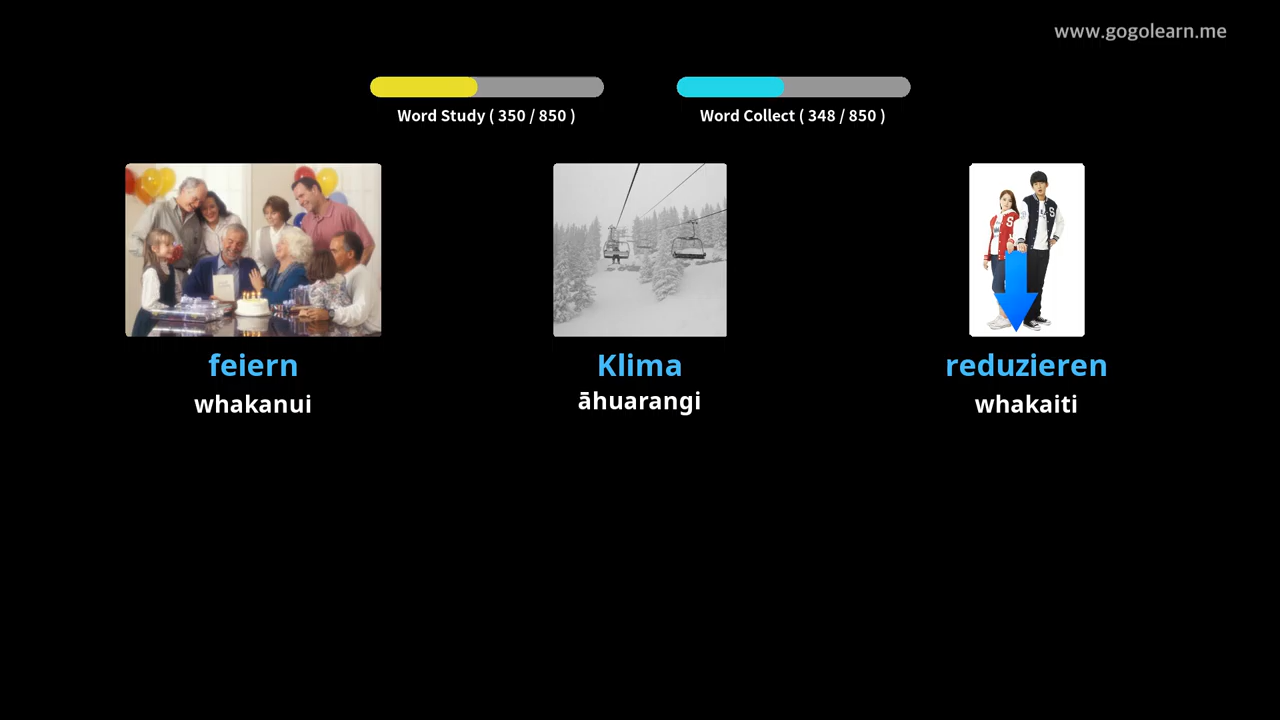 www.gogolearn.me
Word Study ( 350 / 850 )
Word Collect ( 348 / 850 )
feiern
whakanui
Klima
āhuarangi
reduzieren
whakaiti